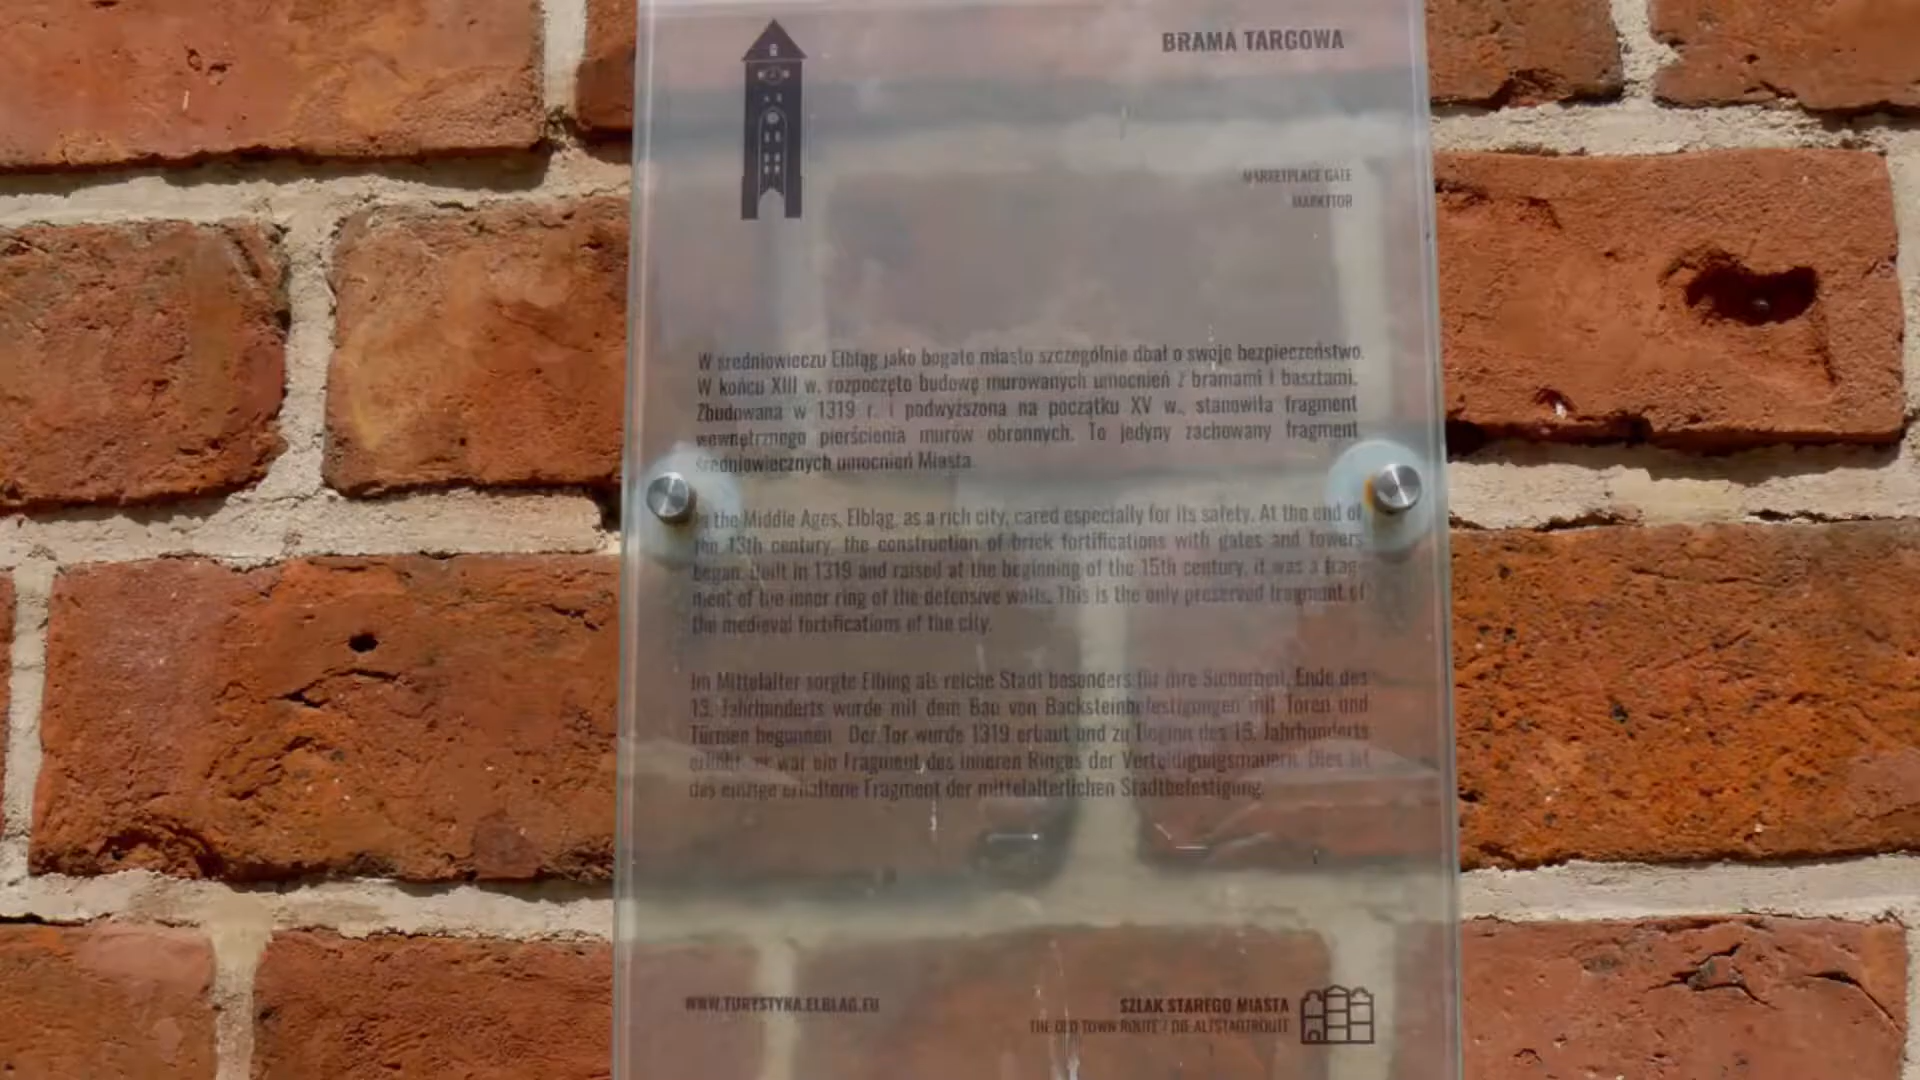 BRAMA TARGOWA
MARKETPLACE GATE
MARKTTOR
W średniowieczu Elbląg jako bogate miasto szczególnie dbał o swoje bezpieczeństwo.
W końcu XIII w. rozpoczęto budowę murowanych umocnień z bramami i basztami.
Zbudowana w 1319 r. i podwyższona na początku XV w., stanowiła fragment
wewnętrznego pierścienia murów obronnych. To jedyny zachowany fragment
średniowiecznych umocnień Miasta.
In the Middle Ages, Elbląg, as a rich city, cared especially for its safety. At the end of
the 13th century, the construction of brick fortifications with gates and towers
began. Built in 1319 and raised at the beginning of the 15th century, it was a frag-
ment of the inner ring of the defensive walls. This is the only preserved fragment of
the medieval fortifications of the city.
Im Mittelalter sorgte Elbing als reiche Stadt besonders für ihre Sicherheit. Ende des
13. Jahrhunderts wurde mit dem Bau von Backsteinbefestigungen mit Toren und
Türmen begonnen. Der Tor wurde 1319 erbaut und zu Beginn des 15. Jahrhunderts
erhöht, er war ein Fragment des inneren Ringes der Verteidigungsmauern. Dies ist
das einzige erhaltene Fragment der mittelalterlichen Stadtbefestigung.
WWW.TURYSTYKA.ELBLAG.EU
SZLAK STAREGO MIASTA
THE OLD TOWN ROUTE / DIE ALTSTADTROUTE